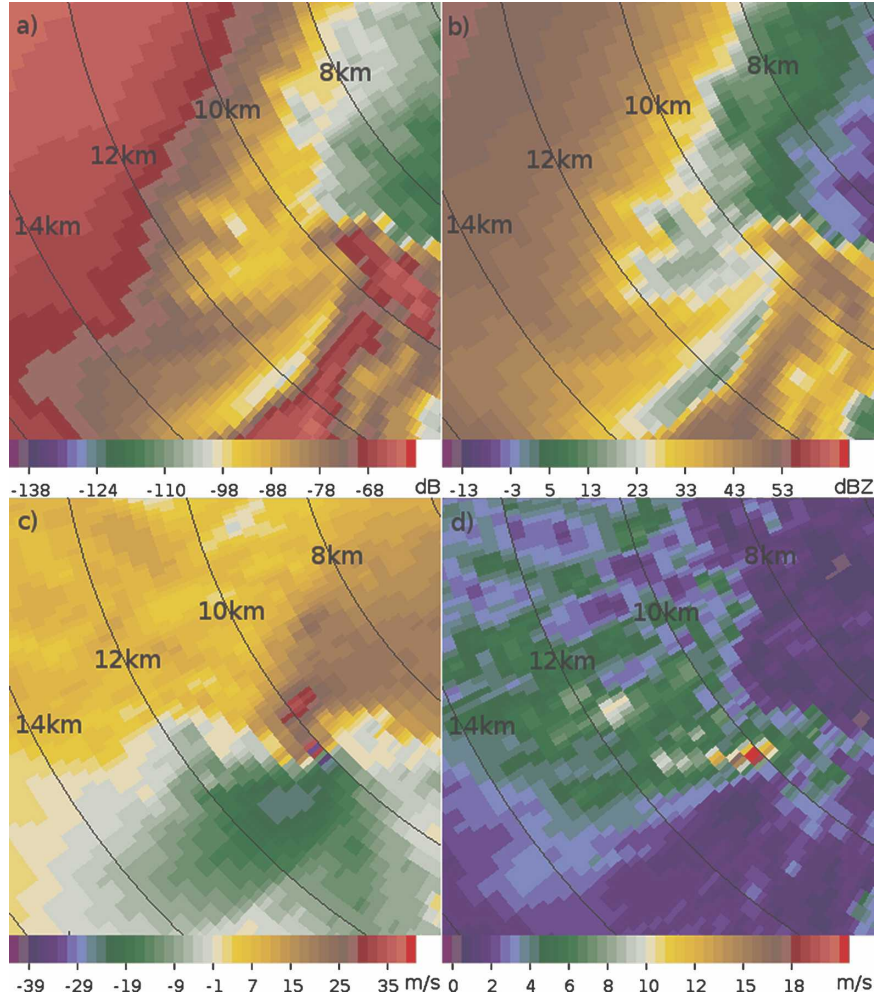 a)
8km
10km
12km
14km
-138 -124 -110 -98 -88 -78 -68 dB
b)
8km
10km
12km
14km
-13 -3 5 13 23 33 43 53 dBZ
c)
8km
10km
12km
14km
-39 -29 -19 -9 -1 7 15 25 35 m/s
d)
8km
10km
12km
14km
0 2 4 6 8 10 12 15 18 m/s